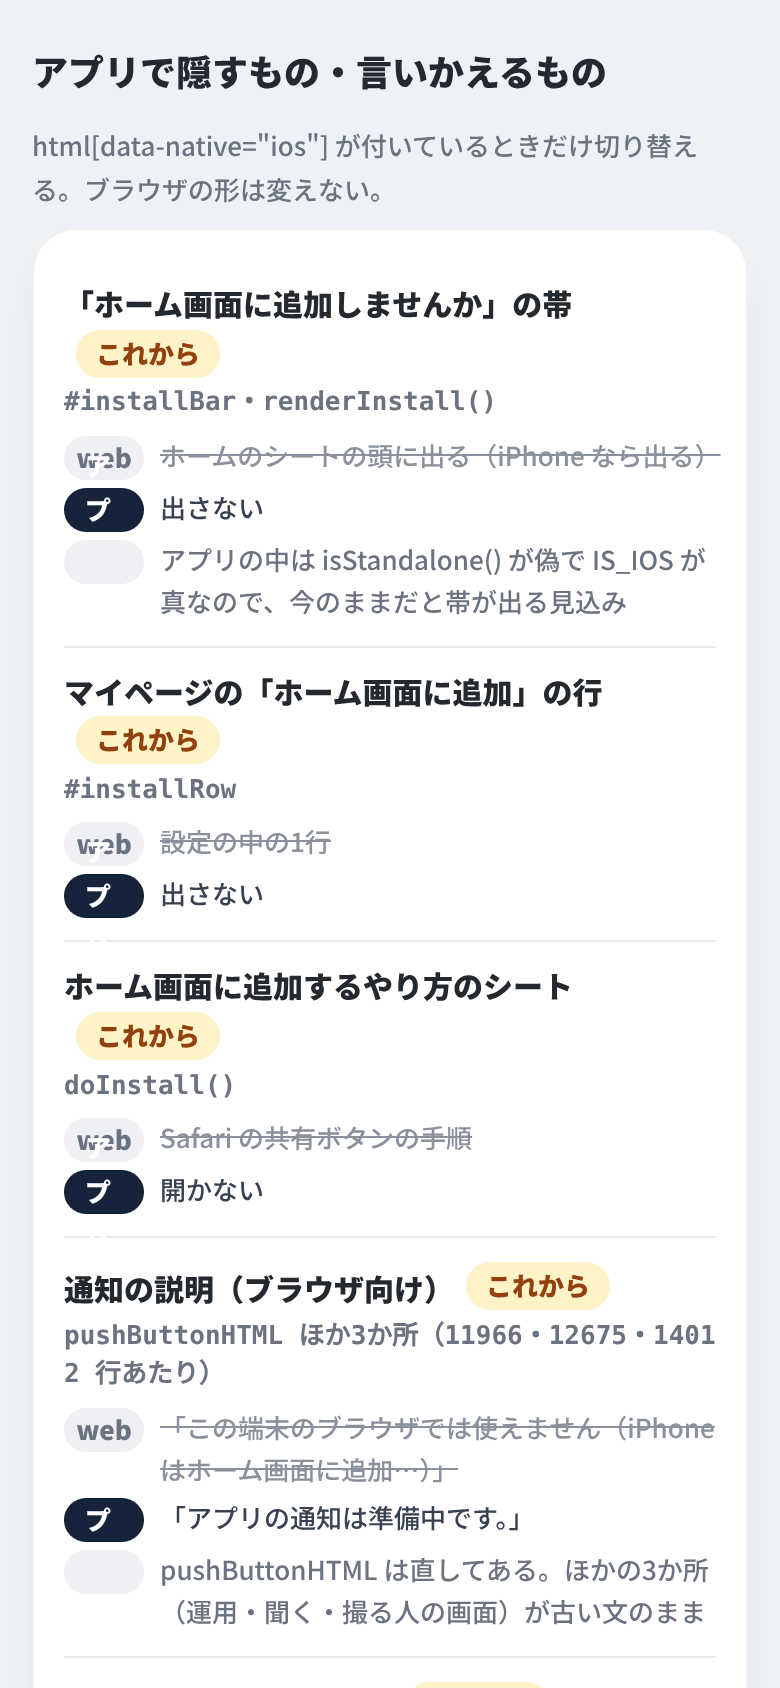 アプリで隠すもの・言いかえるもの
html[data-native="ios"] が付いているときだけ切り替え
る。ブラウザの形は変えない。
「ホーム画面に追加しませんか」の帯
これから
#installBar・renderInstall()
web ホームのシートの頭に出る（iPhone なら出る）
プ 出さない
アプリの中は isStandalone() が偽で IS_IOS が
真なので、今のままだと帯が出る見込み
マイページの「ホーム画面に追加」の行
これから
#installRow
web 設定の中の1行
プ 出さない
ホーム画面に追加するやり方のシート
これから
doInstall()
web Safari の共有ボタンの手順
プ 開かない
通知の説明（ブラウザ向け） これから
pushButtonHTML ほか3か所（11966・12675・1401
2 行あたり）
web 「この端末のブラウザでは使えません（iPhone
はホーム画面に追加…）」
プ 「アプリの通知は準備中です。」
pushButtonHTML は直してある。ほかの3か所
（運用・聞く・撮る人の画面）が古い文のまま